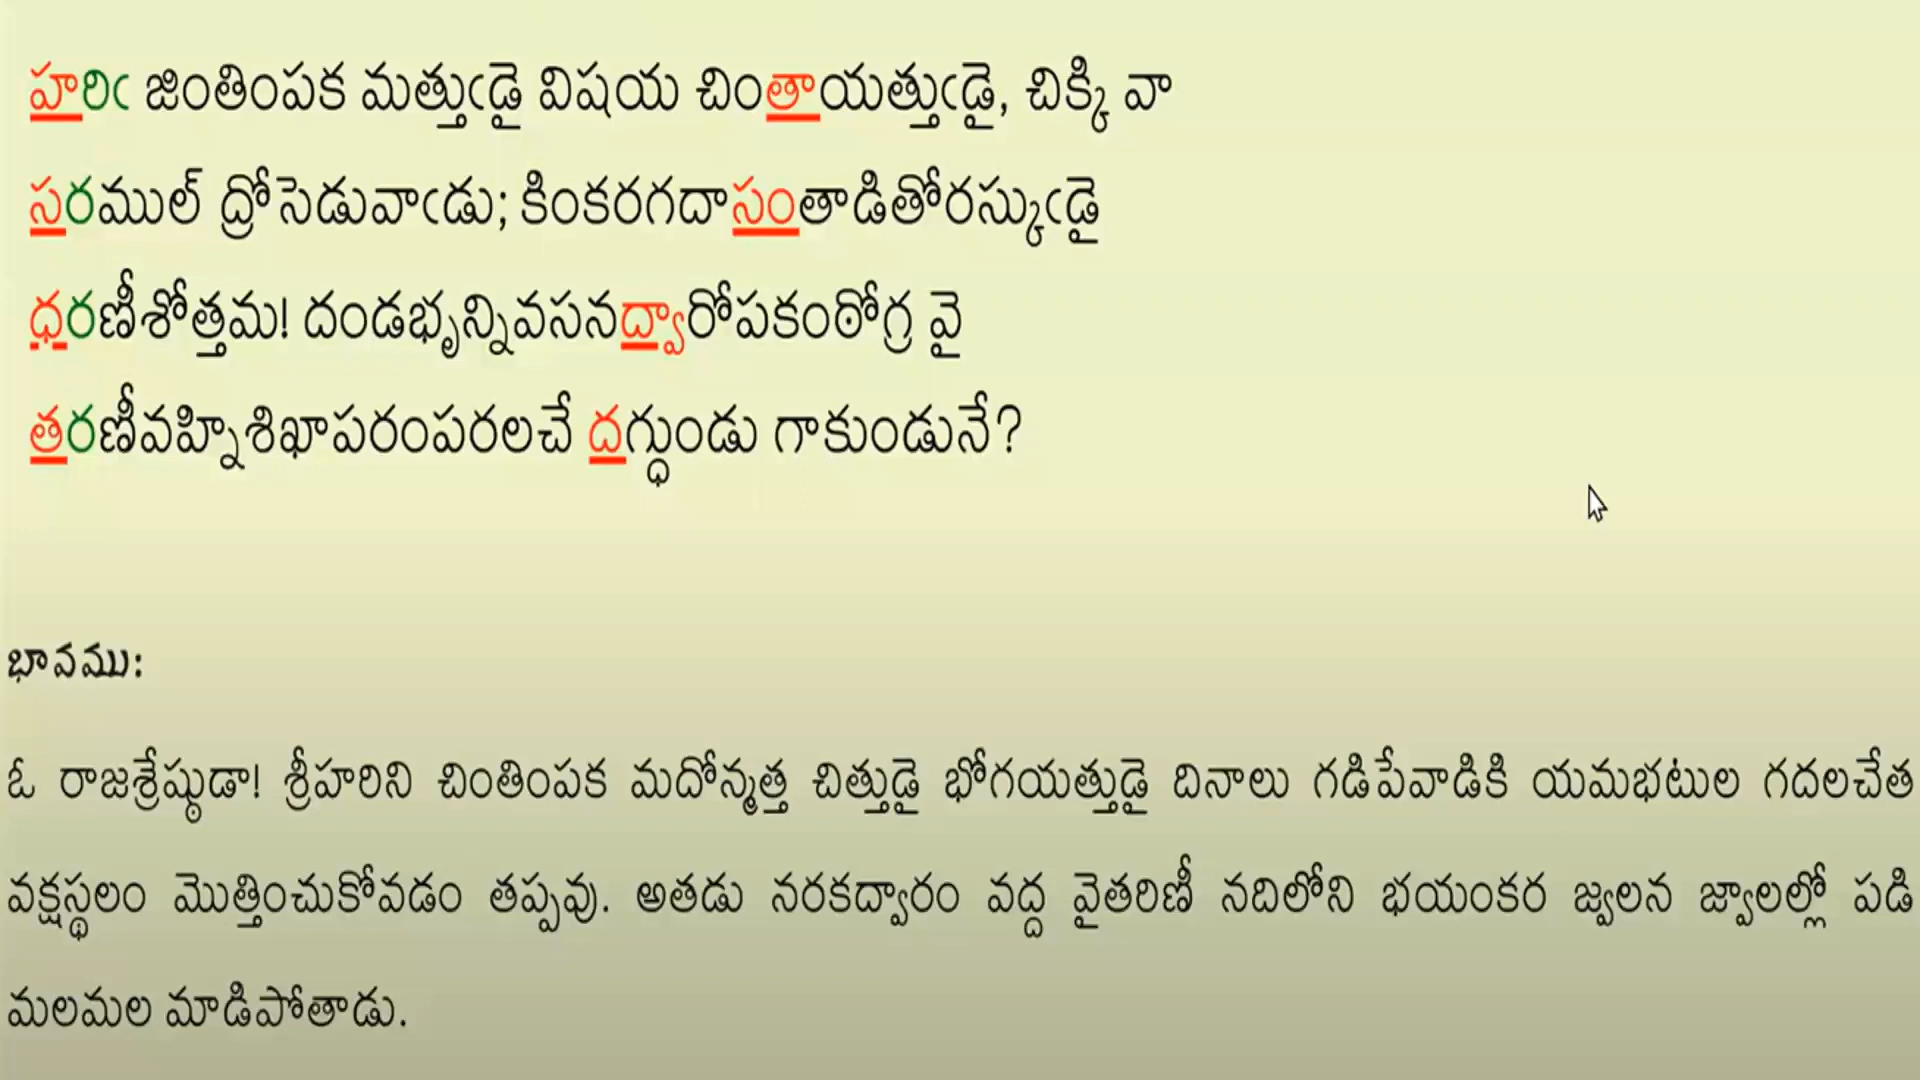 హరిఁ జింతింపక మత్తుఁడై విషయ చింతాయత్తుఁడై, చిక్కి వా
సరముల్ ద్రోసెడువాఁడు; కింకరగదాసంతాడితోరస్కుఁడై
ధరణీశోత్తమ! దండభృన్నివసనద్వారోపకంఠోగ్ర వై
తరణీవహ్నిశిఖాపరంపరలచే దగ్ధుండు గాకుండునే?
భావము:
ఓ రాజశ్రేష్ఠుడా! శ్రీహరిని చింతింపక మదోన్మత్త చిత్తుడై భోగయత్తుడై దినాలు గడిపేవాడికి యమభటుల గదలచేత
వక్షస్థలం మొత్తించుకోవడం తప్పవు. అతడు నరకద్వారం వద్ద వైతరిణీ నదిలోని భయంకర జ్వలన జ్వాలల్లో పడి
మలమల మాడిపోతాడు.